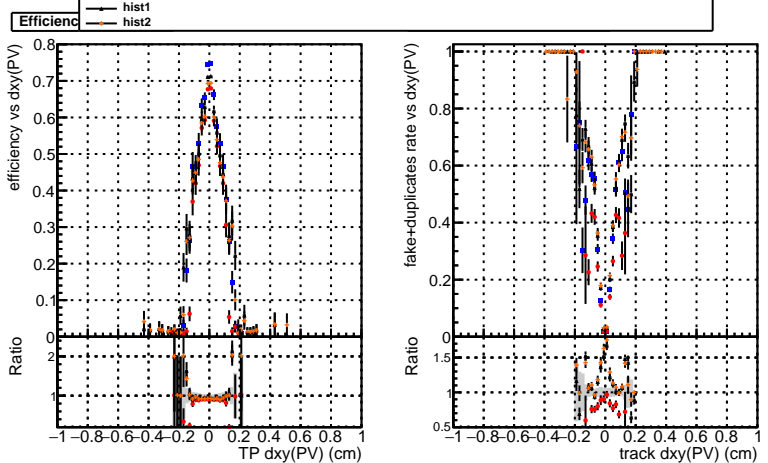 hist1
Efficienc
hist2
efficiency vs dxy(PV)
0.8
0.7
0.6
0.5
0.4
0.3
0.2
0.1
0
Ratio
2
1
−1 −0.8 −0.6 −0.4 −0.2 0 0.2 0.4 0.6 0.8 1
TP dxy(PV) (cm)
fake+duplicates rate vs dxy(PV)
1
0.8
0.6
0.4
0.2
0
Ratio
1.5
1
0.5
−1 −0.8 −0.6 −0.4 −0.2 0 0.2 0.4 0.6 0.8 1
track dxy(PV) (cm)